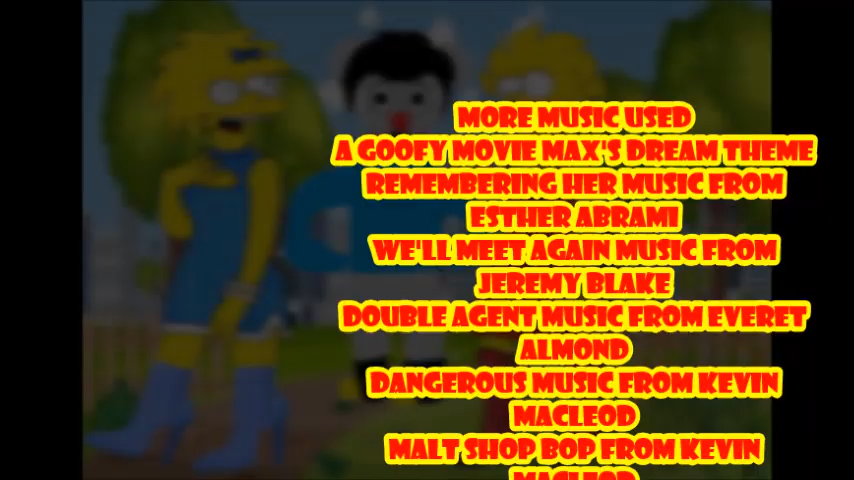 MORE MUSIC USED
A GOOFY MOVIE MAX'S DREAM THEME
REMEMBERING HER MUSIC FROM
ESTHER ABRAMI
WE'LL MEET AGAIN MUSIC FROM
JEREMY BLAKE
DOUBLE AGENT MUSIC FROM EVERET
ALMOND
DANGEROUS MUSIC FROM KEVIN
MACLEOD
MALT SHOP BOP FROM KEVIN
MACLEOD